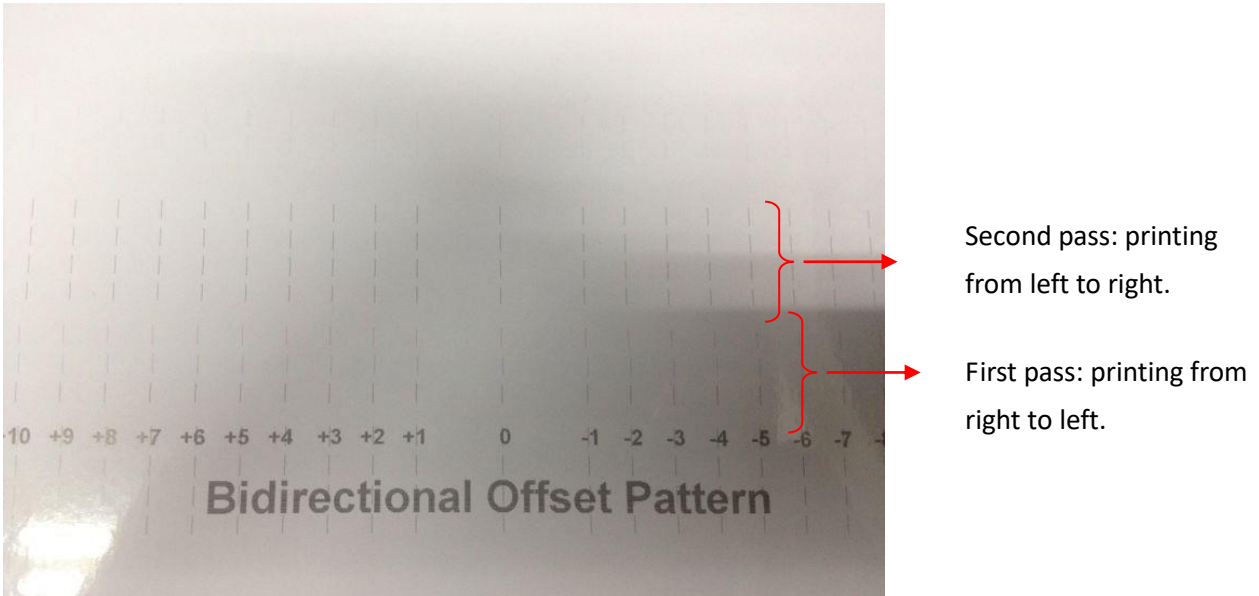 Second pass: printing
from left to right.
First pass: printing from
right to left.
10 +9 +8 +7 +6 +5 +4 +3 +2 +1 0 -1 -2 -3 -4 -5 -6 -7
Bidirectional Offset Pattern